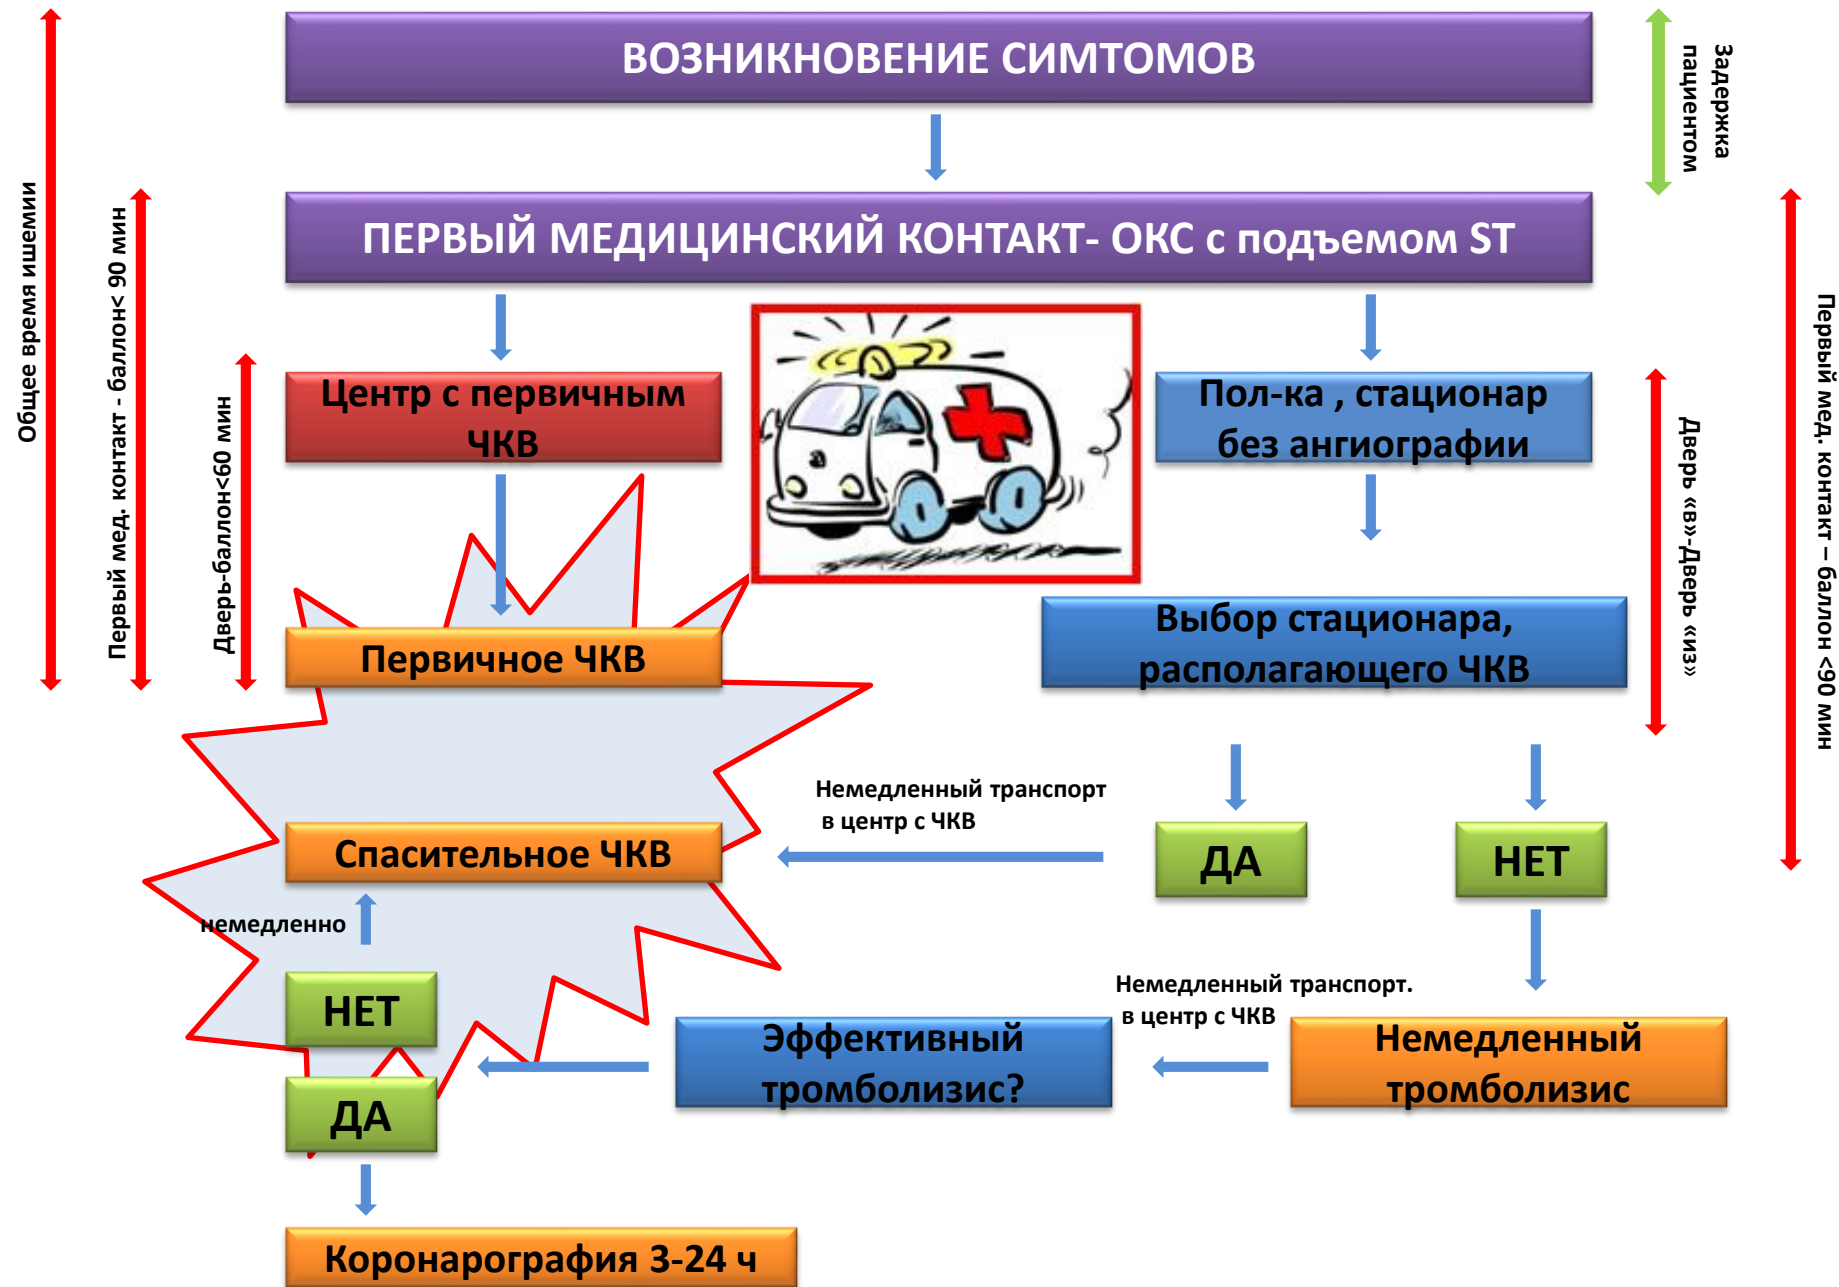 ВОЗНИКНОВЕНИЕ СИМТОМОВ
Задержка
пациентом
ПЕРВЫЙ МЕДИЦИНСКИЙ КОНТАКТ- ОКС с подъемом ST
Общее время ишемии
Первый мед. контакт - баллон< 90 мин
Дверь-баллон<60 мин
Центр с первичным
ЧКВ
Пол-ка , стационар
без ангиографии
Дверь «в»-Дверь «из»
Первый мед. контакт – баллон <90 мин
Первичное ЧКВ
Выбор стационара,
располагающего ЧКВ
Немедленный транспорт
в центр с ЧКВ
Спасительное ЧКВ
ДА
НЕТ
немедленно
НЕТ
ДА
Эффективный
тромболизис?
Немедленный транспорт.
в центр с ЧКВ
Немедленный
тромболизис
Коронарография 3-24 ч